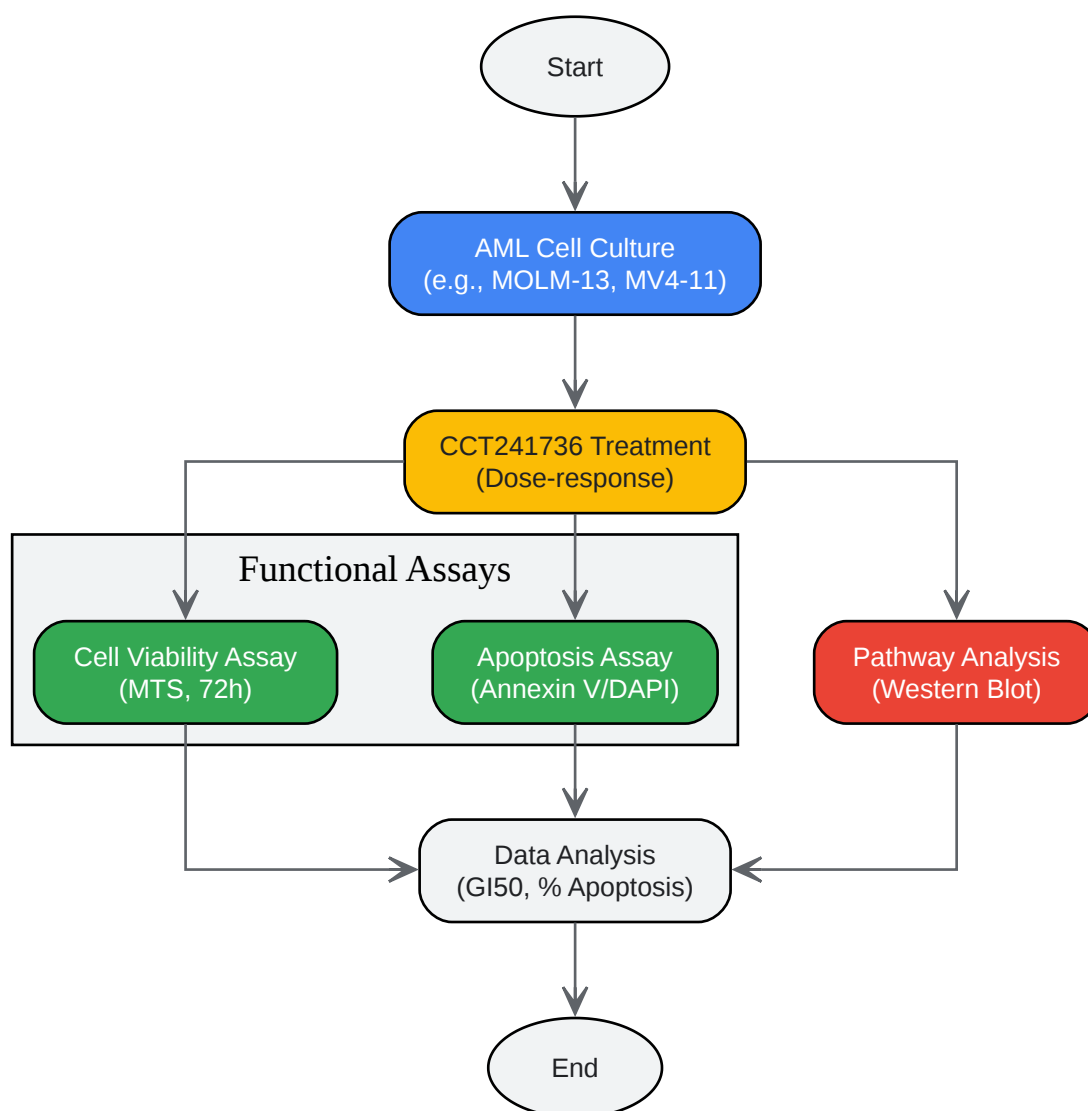 Start
AML Cell Culture
(e.g., MOLM-13, MV4-11)
CCT241736 Treatment
(Dose-response)
Functional Assays
Cell Viability Assay
(MTS, 72h)
Apoptosis Assay
(Annexin V/DAPI)
Pathway Analysis
(Western Blot)
Data Analysis
(GI50, % Apoptosis)
End